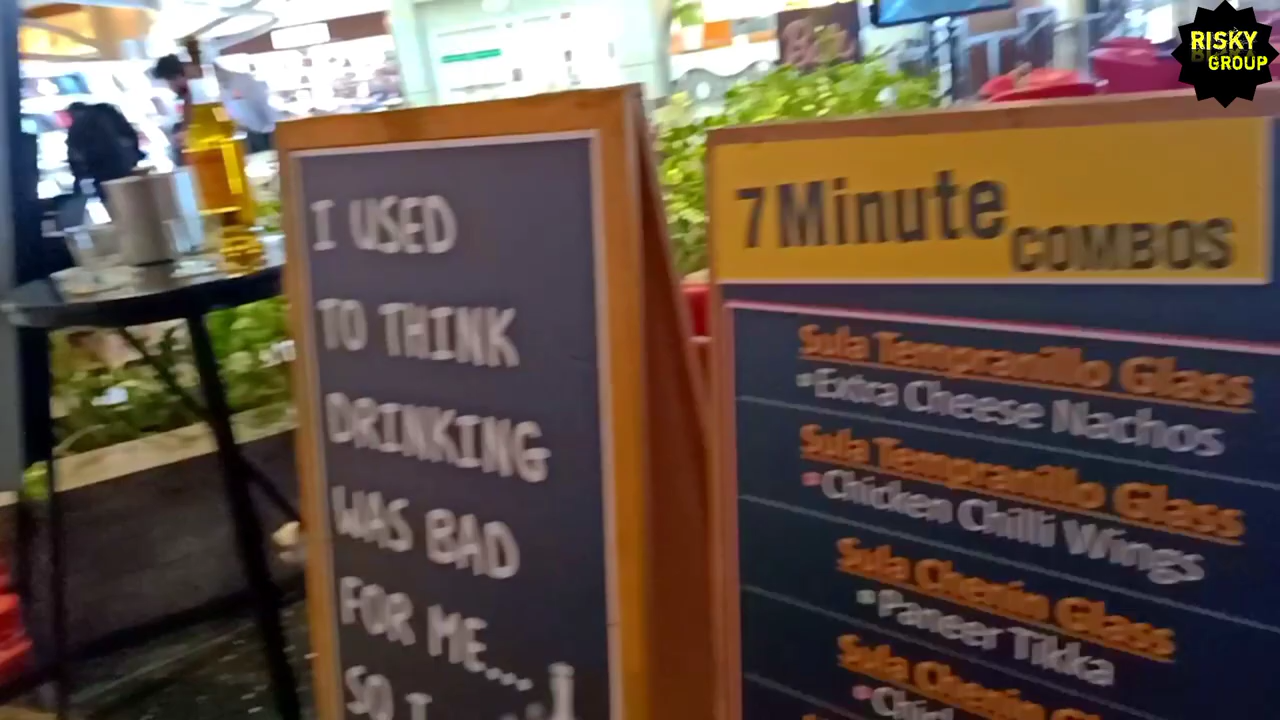 RISKY
GROUP
I USED
TO THINK
DRINKING
WAS BAD
FOR ME....
SO I
7 Minute COMBOS
Sula Tempranillo Glass
Extra Cheese Nachos
Sula Tempranillo Glass
Chicken Chilli Wings
Sula Chenin Glass
Paneer Tikka
Sula Chenin